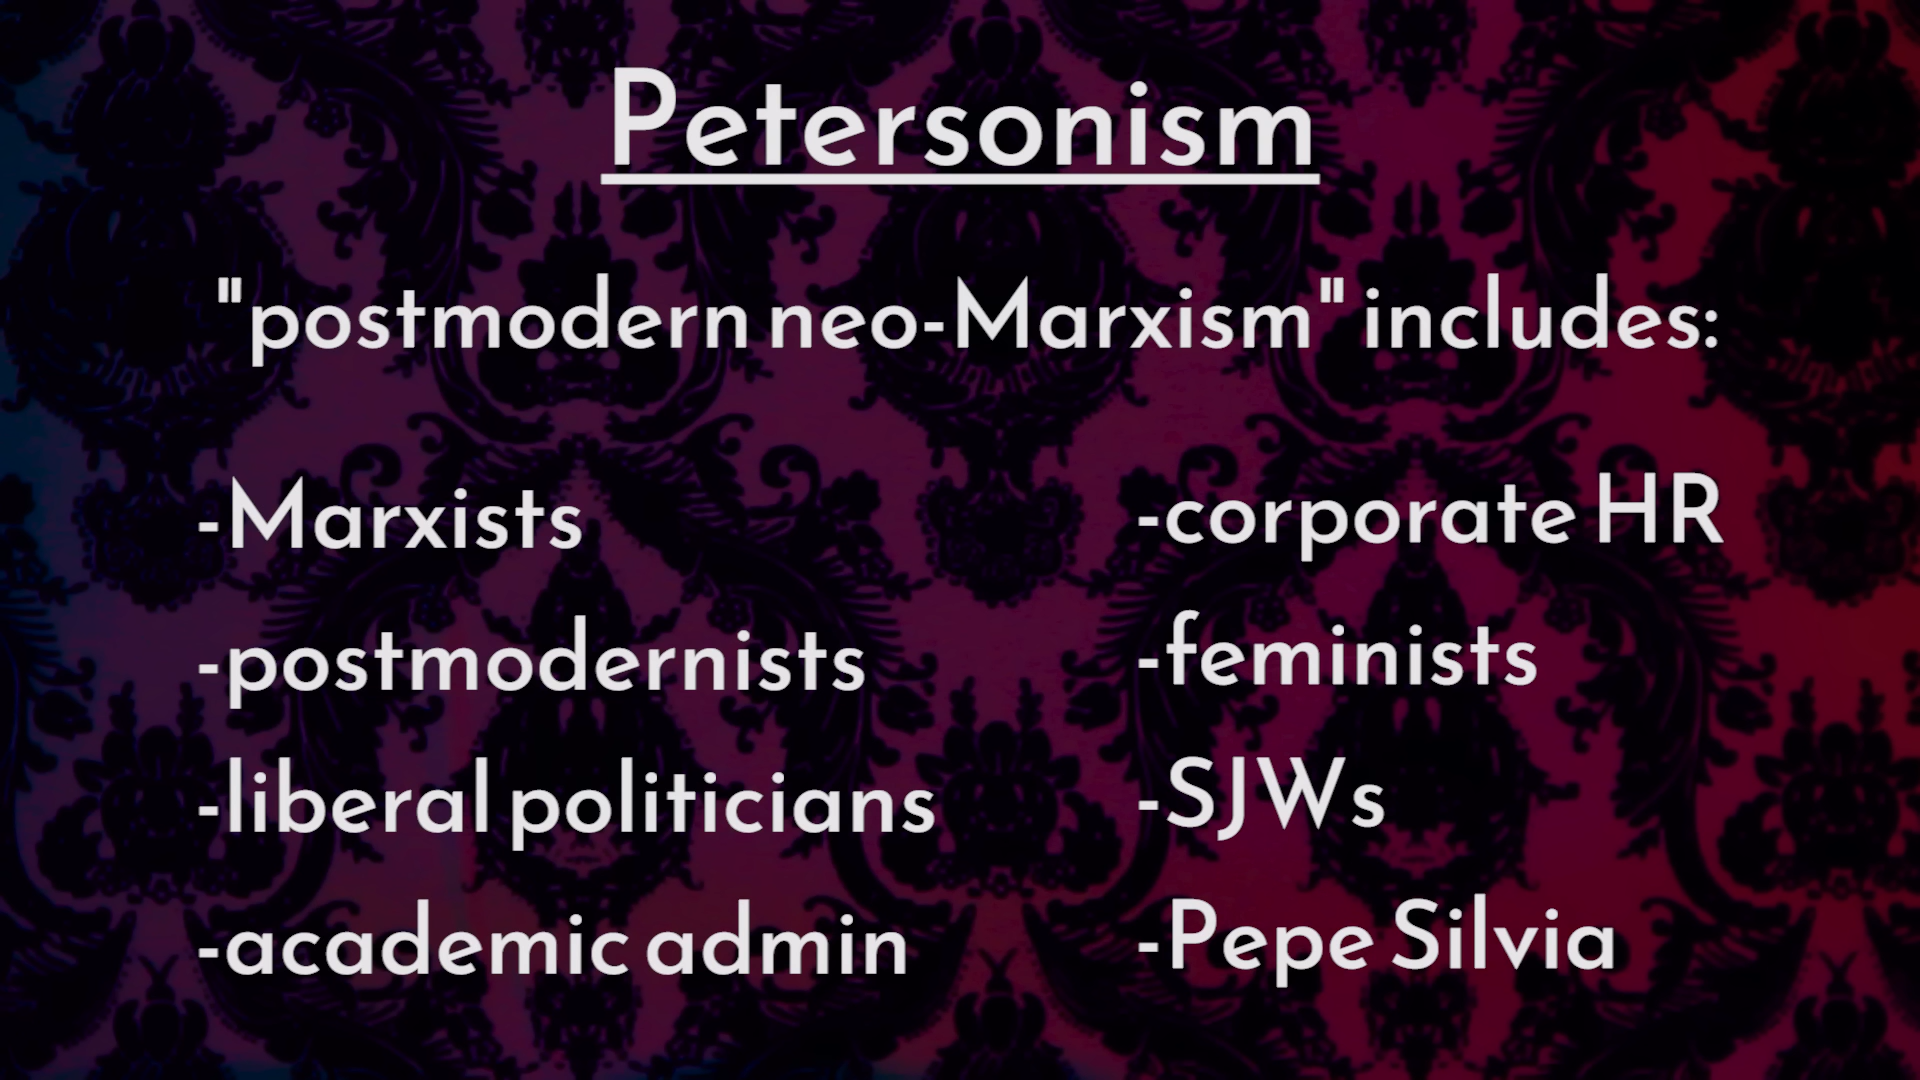 Petersonism
"postmodern neo-Marxism" includes:
-Marxists
-postmodernists
-liberal politicians
-academic admin
-corporate HR
-feminists
-SJWs
-Pepe Silvia